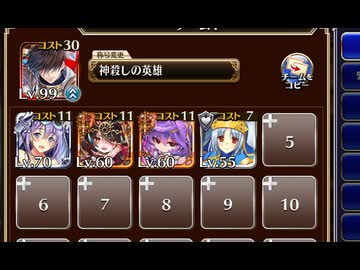 コスト30
称号変更
神殺しの英雄
チームを
コピー
Lv.99
コスト11
コスト11
コスト11
コスト 7
Lv.70
Lv.60
Lv.60
Lv.55
5
6
7
8
9
10